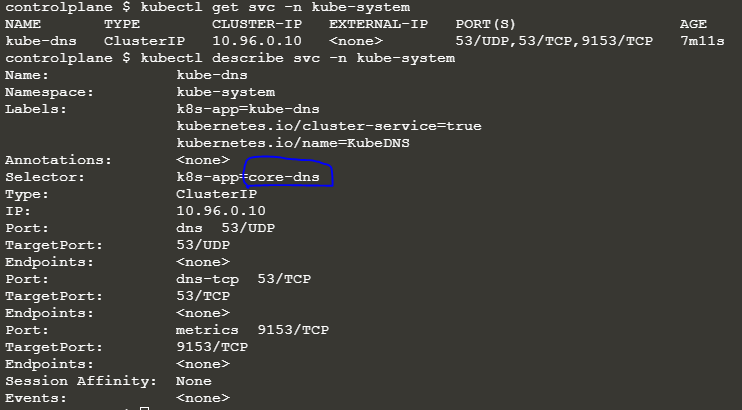 controlplane $ kubectl get svc -n kube-system
NAME TYPE CLUSTER-IP EXTERNAL-IP PORT(S) AGE
kube-dns ClusterIP 10.96.0.10 <none> 53/UDP,53/TCP,9153/TCP 7m11s
controlplane $ kubectl describe svc -n kube-system
Name: kube-dns
Namespace: kube-system
Labels: k8s-app=kube-dns
kubernetes.io/cluster-service=true
kubernetes.io/name=KubeDNS
Annotations: <none>
Selector: k8s-app=core-dns
Type: ClusterIP
IP: 10.96.0.10
Port: dns 53/UDP
TargetPort: 53/UDP
Endpoints: <none>
Port: dns-tcp 53/TCP
TargetPort: 53/TCP
Endpoints: <none>
Port: metrics 9153/TCP
TargetPort: 9153/TCP
Endpoints: <none>
Session Affinity: None
Events: <none>